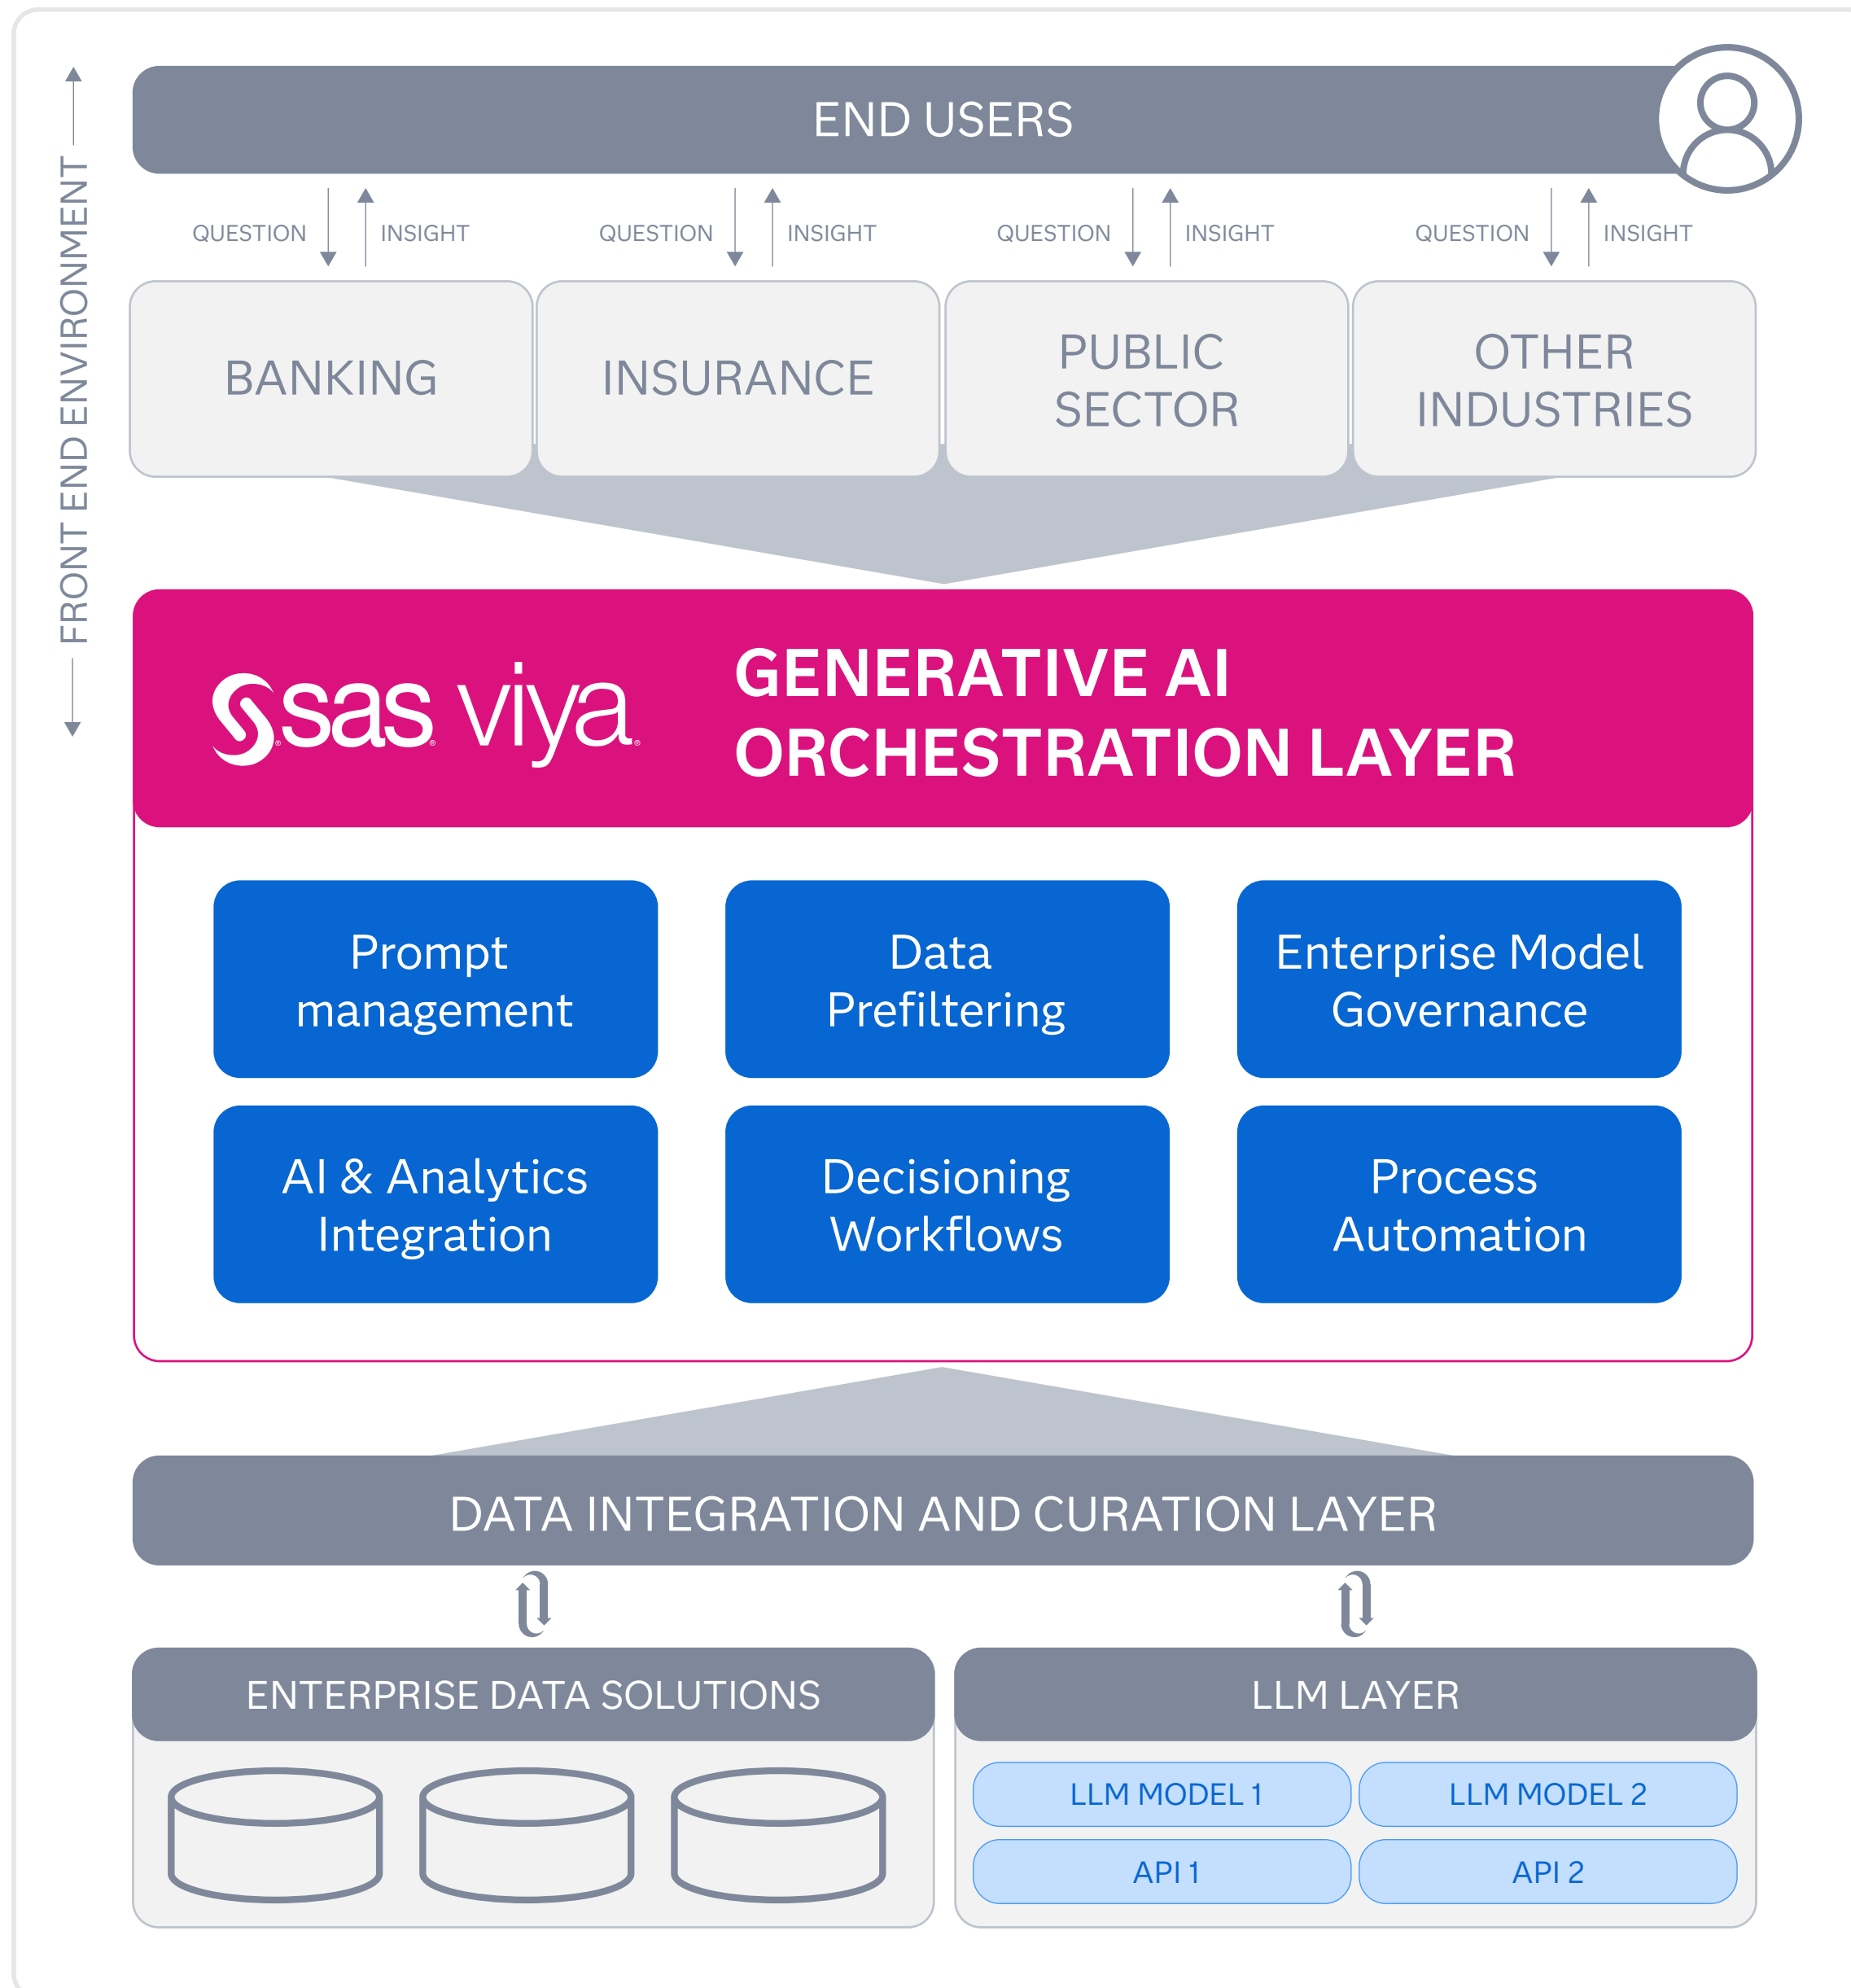 END USERS
QUESTION INSIGHT QUESTION INSIGHT QUESTION INSIGHT QUESTION INSIGHT
FRONT END ENVIRONMENT
BANKING
INSURANCE
PUBLIC
SECTOR
OTHER
INDUSTRIES
sas® viya®
GENERATIVE AI
ORCHESTRATION LAYER
Prompt
management
Data
Prefiltering
Enterprise Model
Governance
AI & Analytics
Integration
Decisioning
Workflows
Process
Automation
DATA INTEGRATION AND CURATION LAYER
ENTERPRISE DATA SOLUTIONS
LLM LAYER
LLM MODEL 1
LLM MODEL 2
API 1
API 2